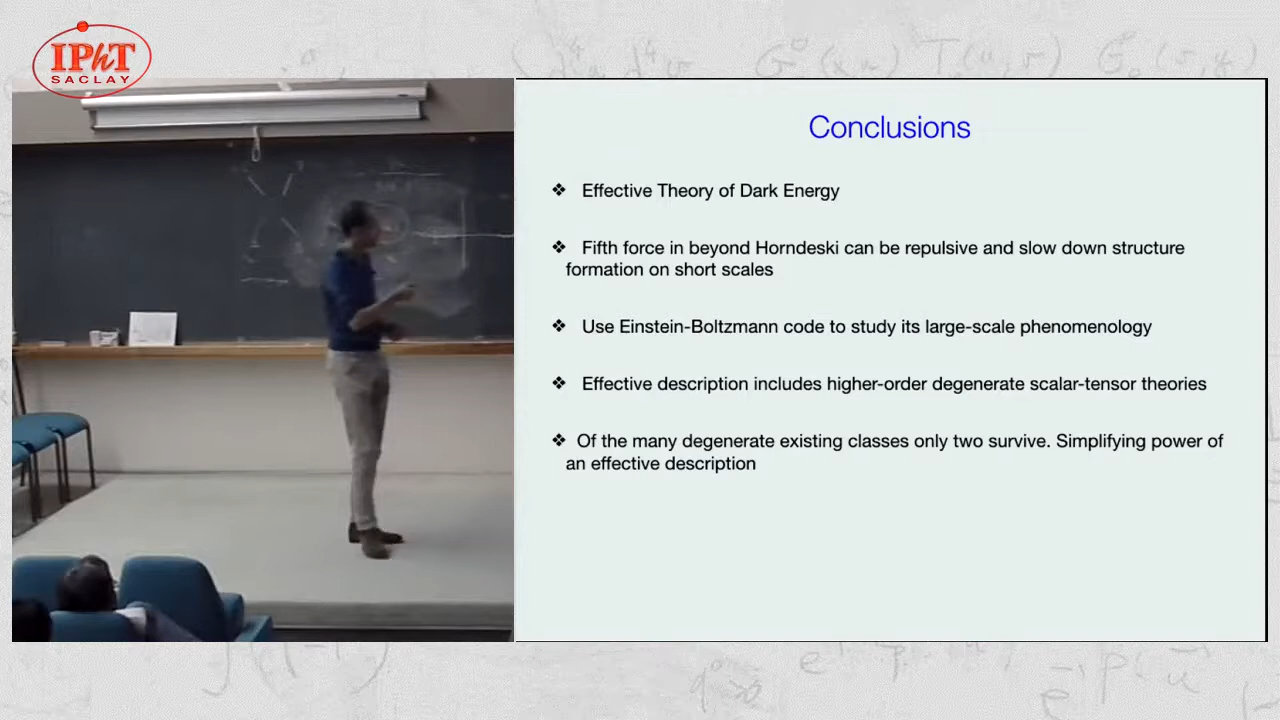 IPhT
SACLAY
Conclusions
❖ Effective Theory of Dark Energy
❖ Fifth force in beyond Horndeski can be repulsive and slow down structure
formation on short scales
❖ Use Einstein-Boltzmann code to study its large-scale phenomenology
❖ Effective description includes higher-order degenerate scalar-tensor theories
❖ Of the many degenerate existing classes only two survive. Simplifying power of
an effective description